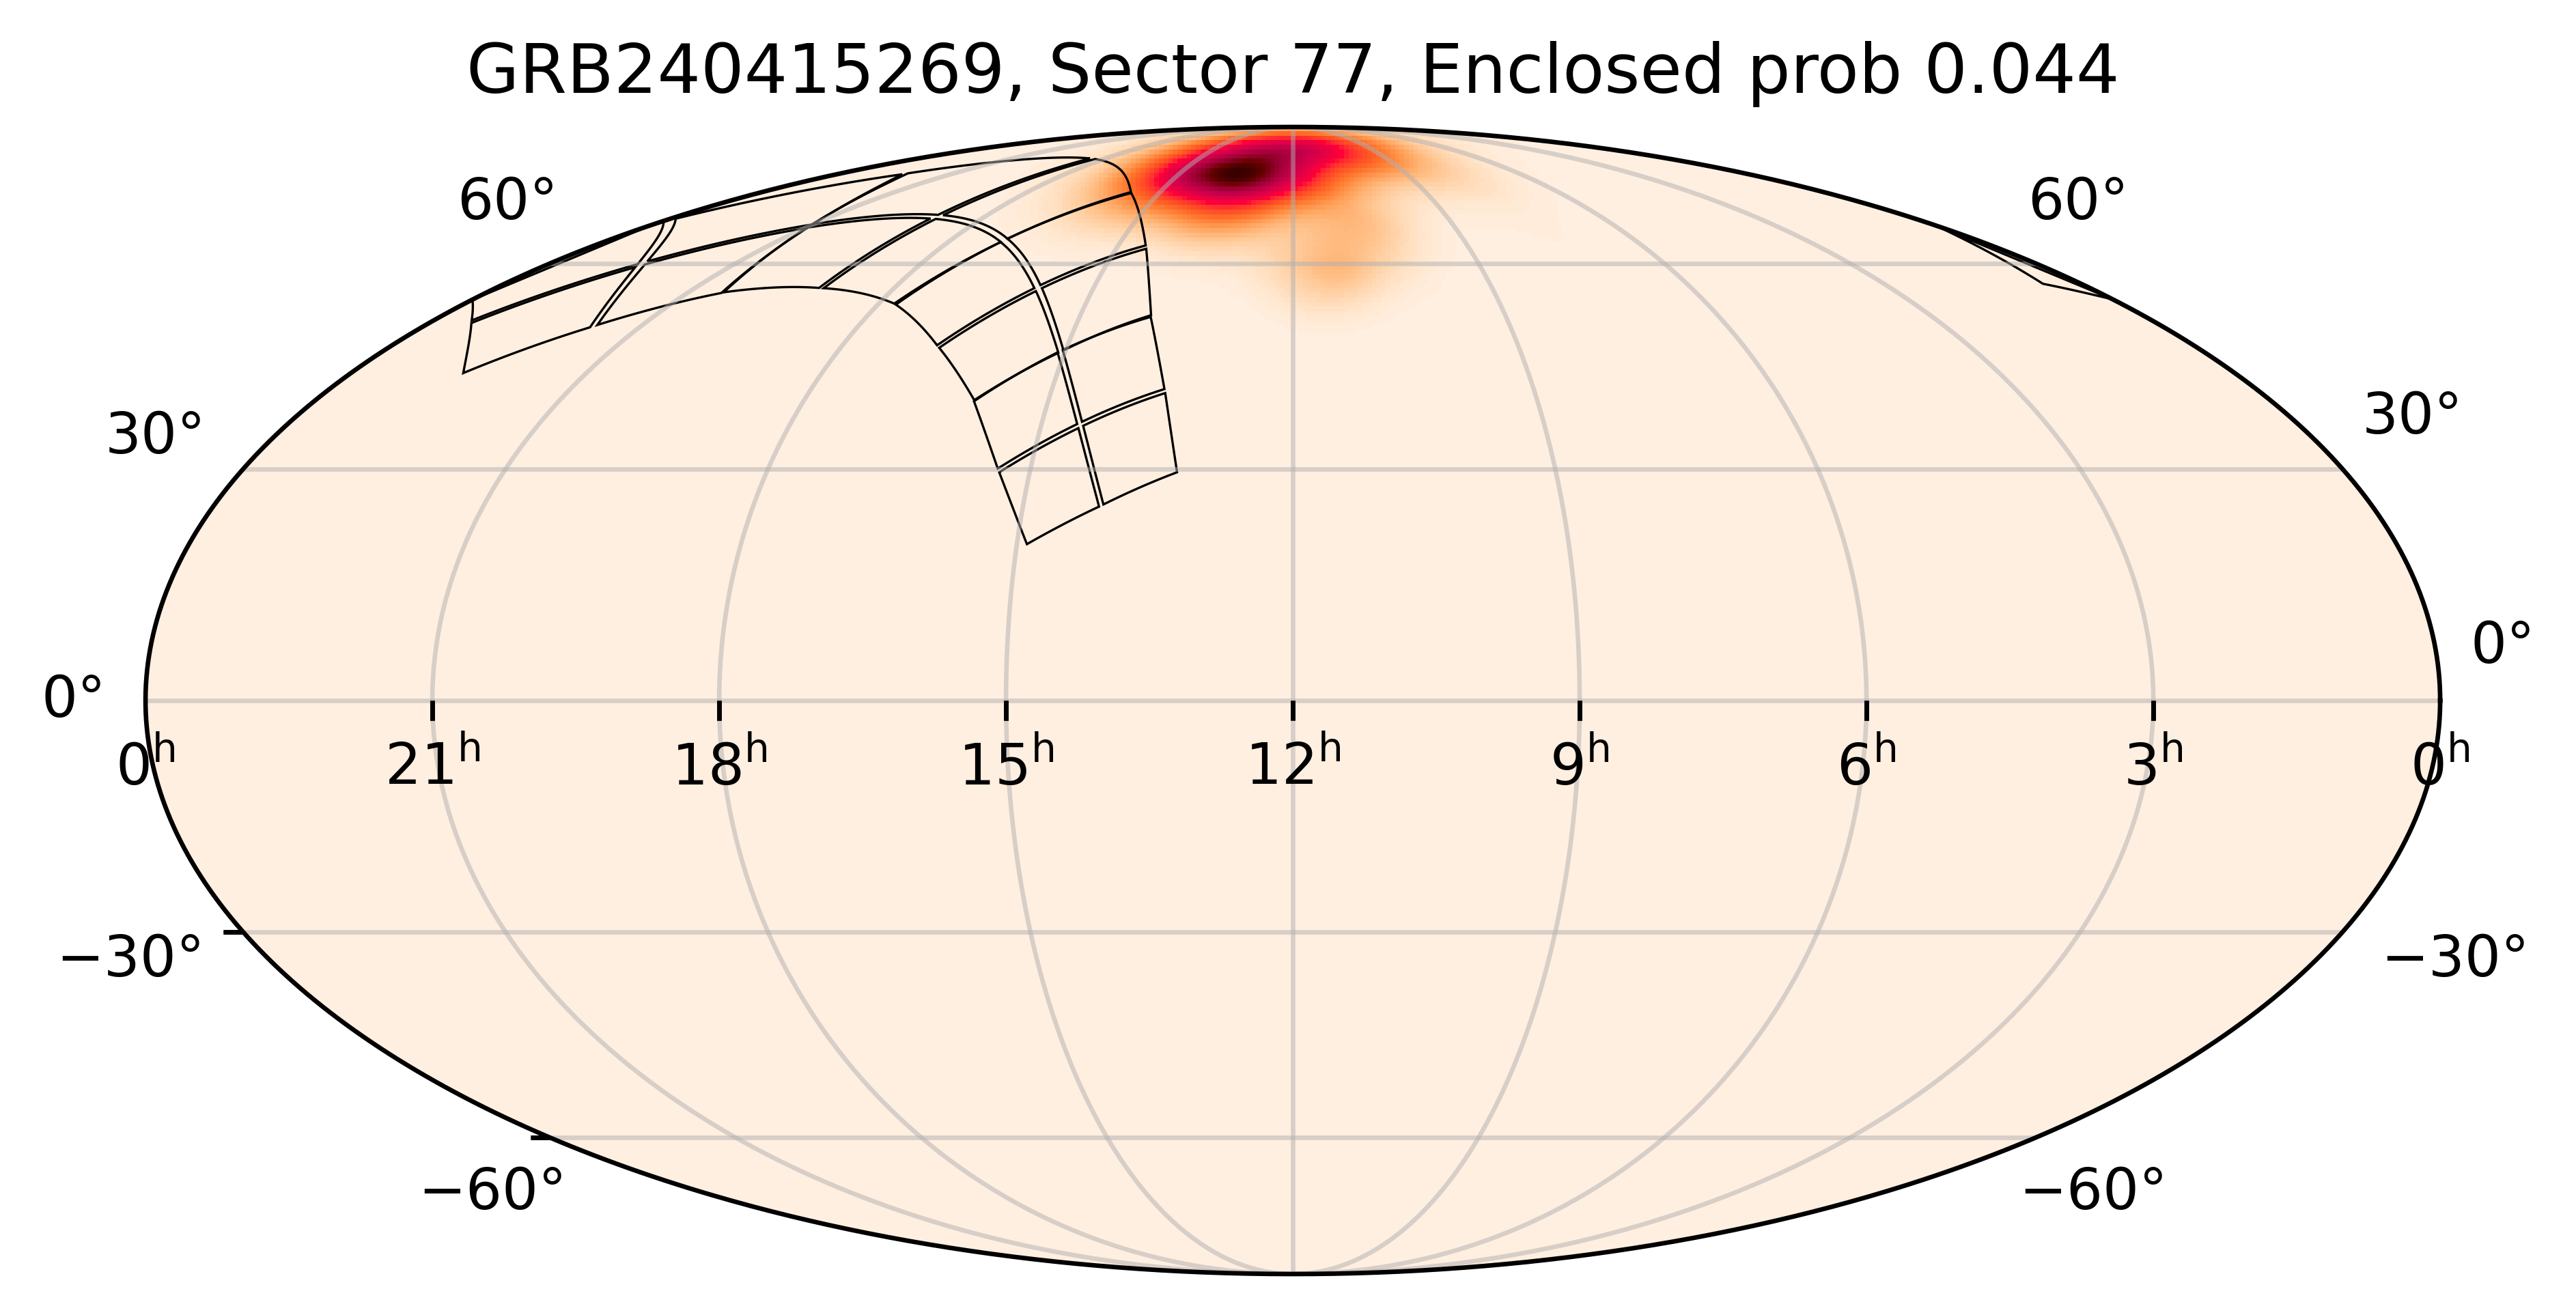 GRB240415269, Sector 77, Enclosed prob 0.044
60° 60°
30° 30°
0° 0°
0h 21h 18h 15h 12h 9h 6h 3h 0h
−30° −30°
−60° −60°